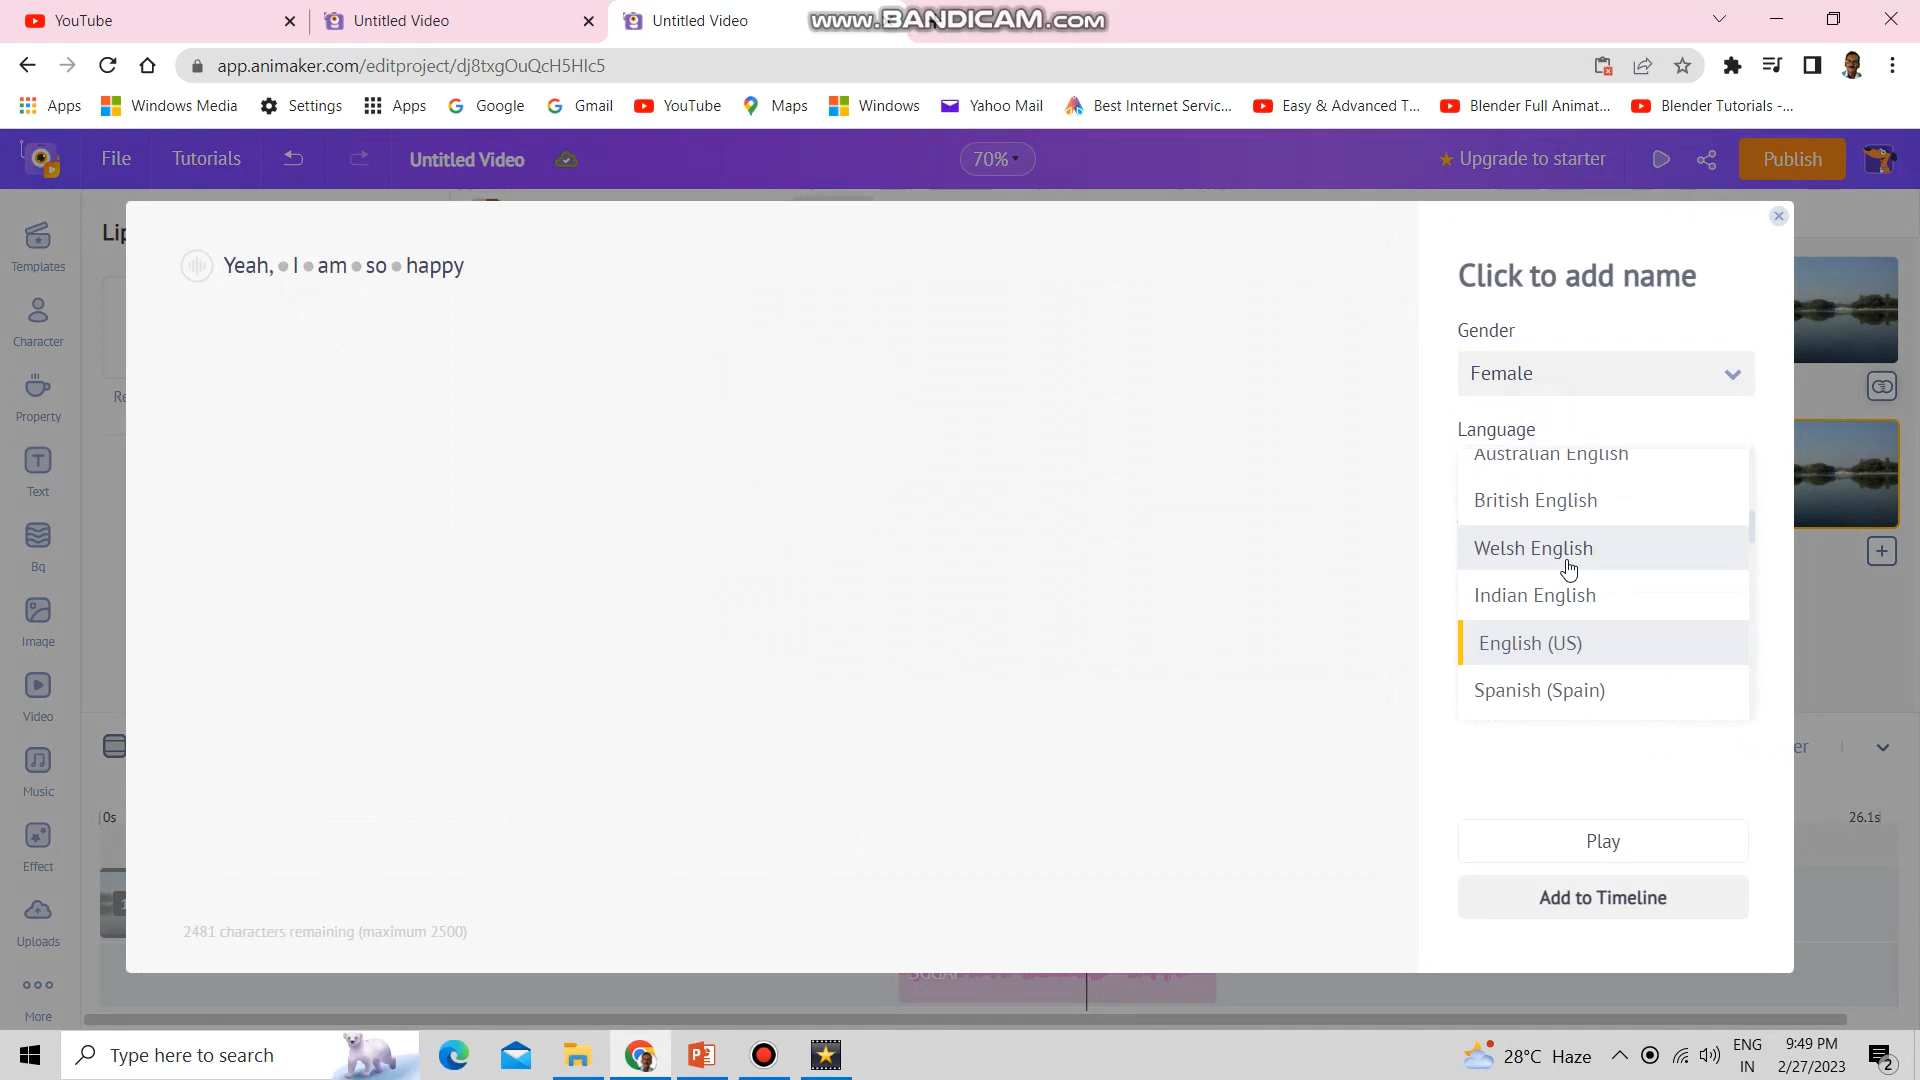 YouTube
Untitled Video
Untitled Video
www.BANDICAM.com
app.animaker.com/editproject/dj8txgOuQcH5HIc5
Apps
Windows Media
Settings
Apps
Google
Gmail
YouTube
Maps
Windows
Yahoo Mail
Best Internet Servic...
Easy & Advanced T...
Blender Full Animat...
Blender Tutorials -...
File
Tutorials
Untitled Video
70%
Upgrade to starter
Publish
Templates
Character
Property
Text
Bg
Image
Video
Music
Effect
Uploads
More
Lip
Yeah, I am so happy
2481 characters remaining (maximum 2500)
Click to add name
Gender
Female
Language
Australian English
British English
Welsh English
Indian English
English (US)
Spanish (Spain)
Play
Add to Timeline
0s
26.1s
Type here to search
28°C Haze
ENG
IN
9:49 PM
2/27/2023
2